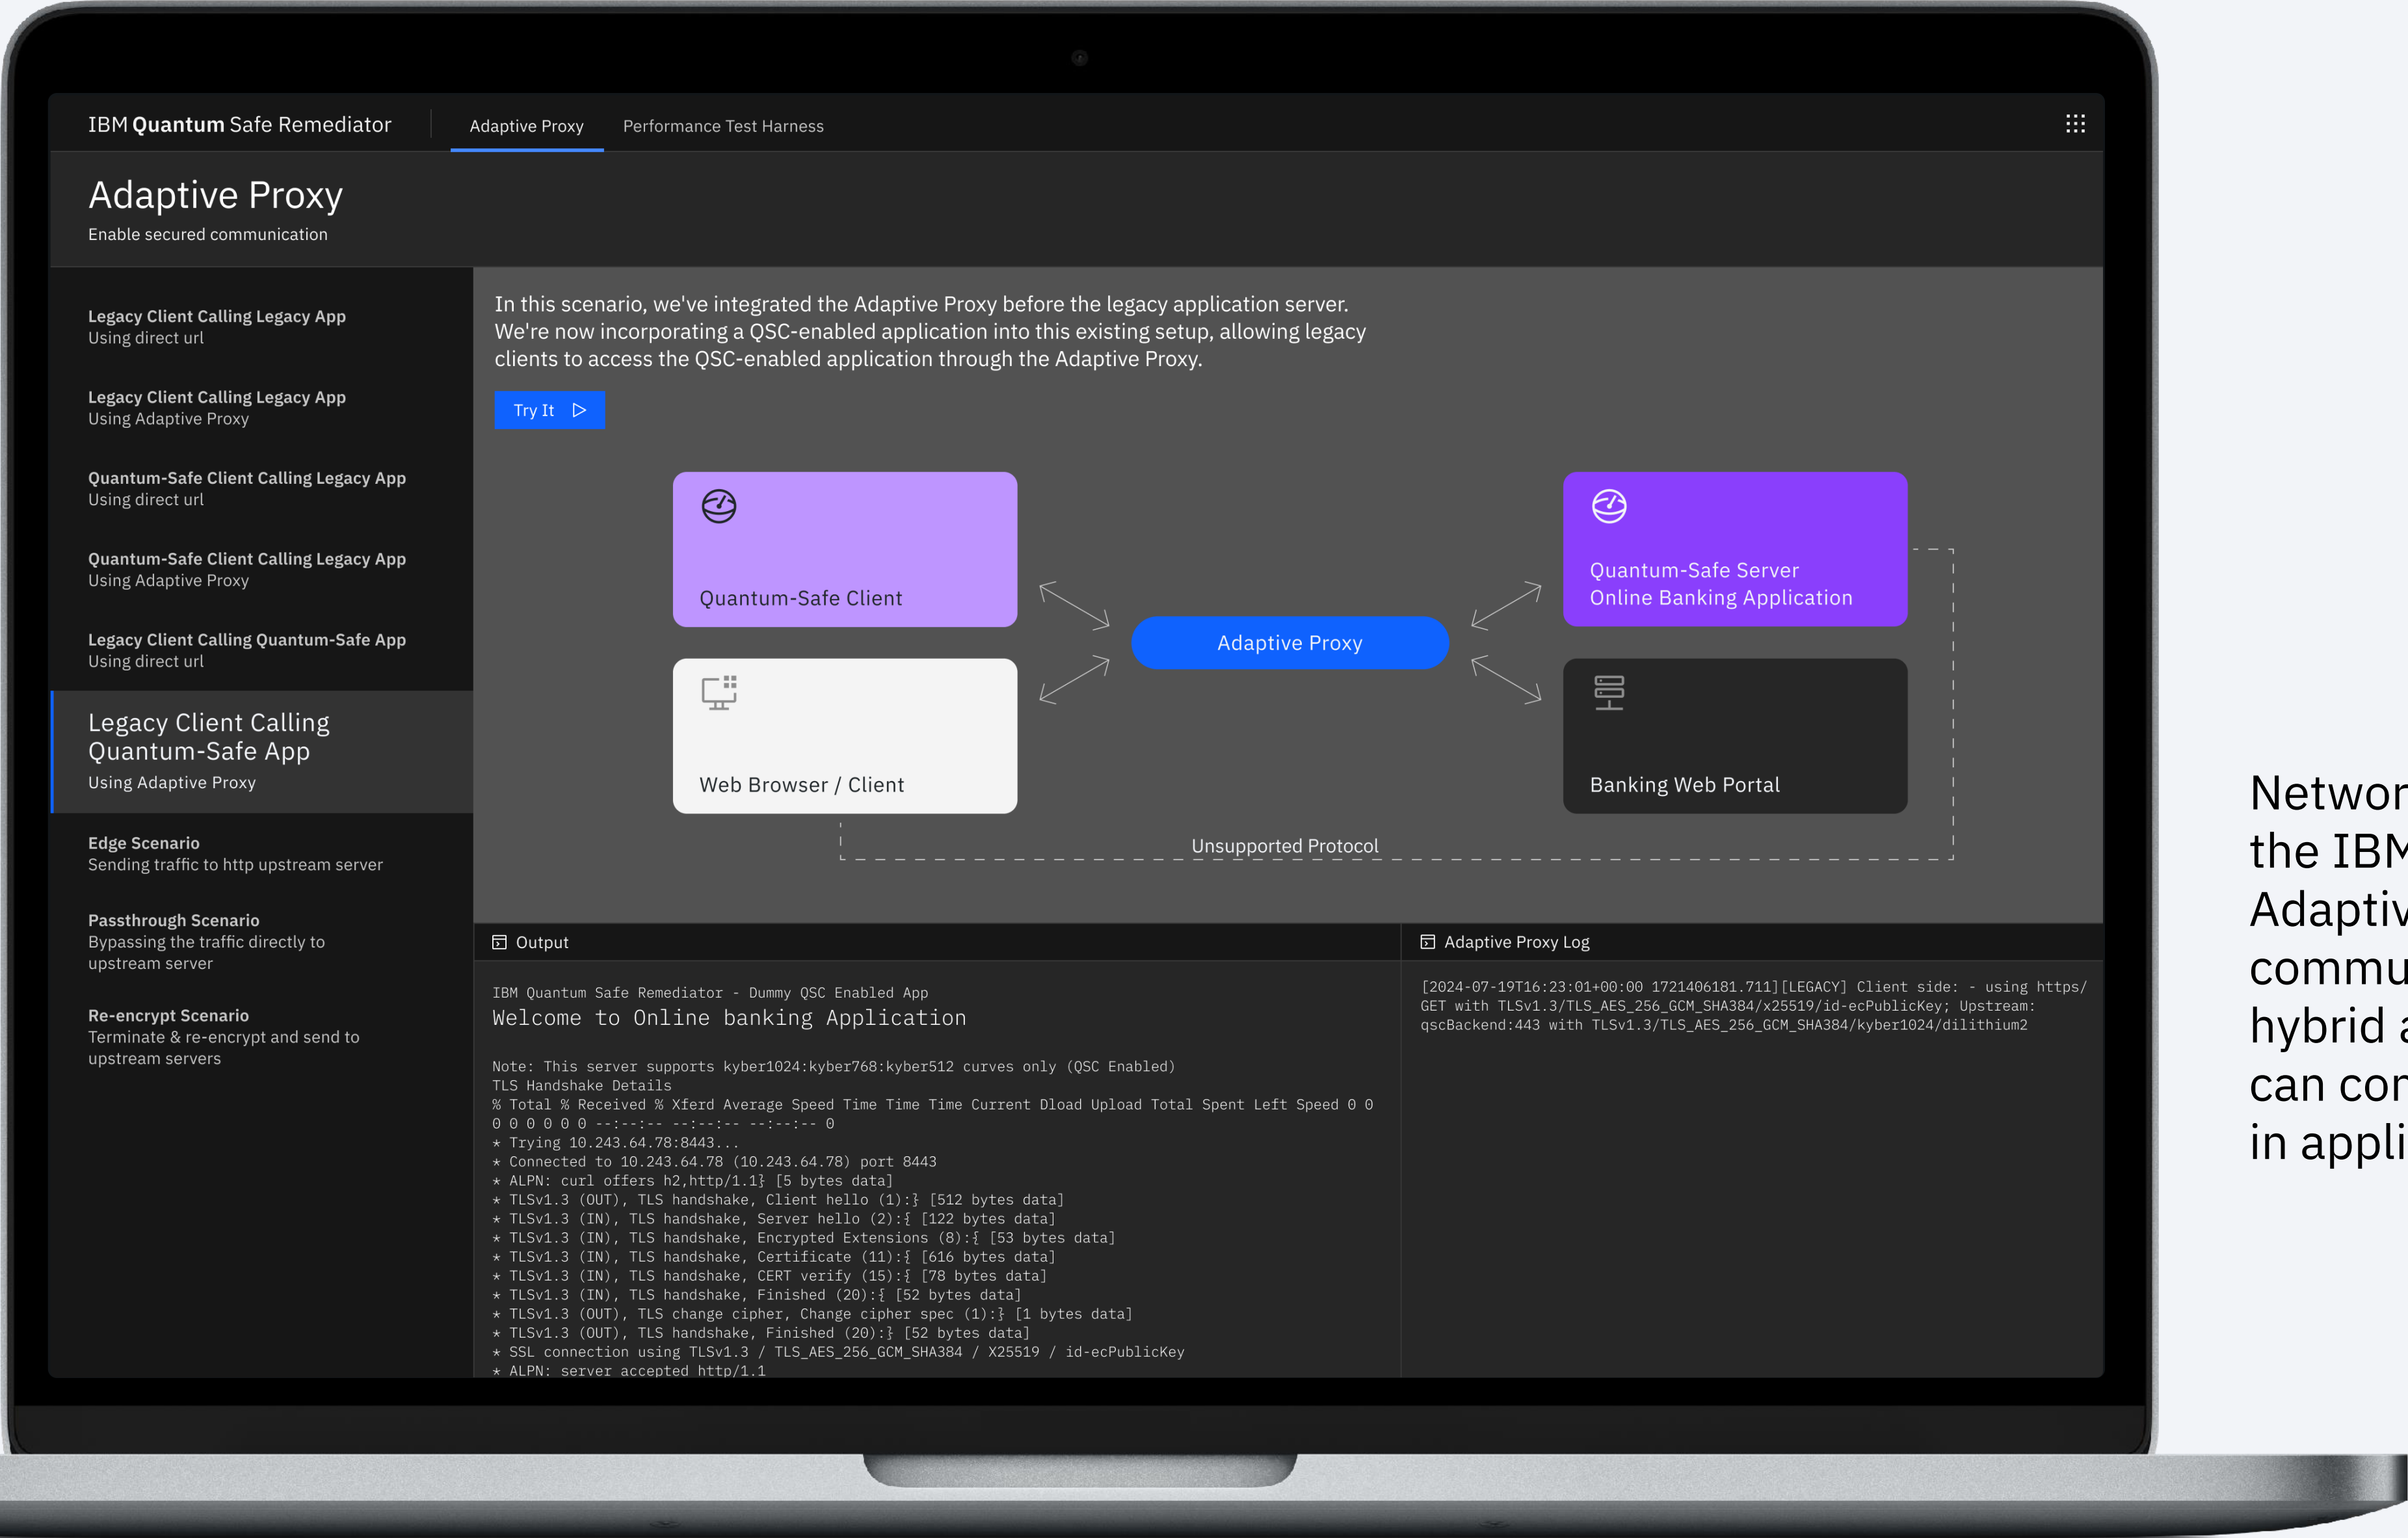 IBM Quantum Safe Remediator
Adaptive Proxy
Performance Test Harness
Adaptive Proxy
Enable secured communication
Legacy Client Calling Legacy App
Using direct url
Legacy Client Calling Legacy App
Using Adaptive Proxy
Quantum-Safe Client Calling Legacy App
Using direct url
Quantum-Safe Client Calling Legacy App
Using Adaptive Proxy
Legacy Client Calling Quantum-Safe App
Using direct url
Legacy Client Calling
Quantum-Safe App
Using Adaptive Proxy
Edge Scenario
Sending traffic to http upstream server
Passthrough Scenario
Bypassing the traffic directly to
upstream server
Re-encrypt Scenario
Terminate & re-encrypt and send to
upstream servers
In this scenario, we've integrated the Adaptive Proxy before the legacy application server.
We're now incorporating a QSC-enabled application into this existing setup, allowing legacy
clients to access the QSC-enabled application through the Adaptive Proxy.
Try It
Quantum-Safe Client
Quantum-Safe Server
Online Banking Application
Adaptive Proxy
Web Browser / Client
Banking Web Portal
Unsupported Protocol
Output
IBM Quantum Safe Remediator - Dummy QSC Enabled App
Welcome to Online banking Application
Note: This server supports kyber1024:kyber768:kyber512 curves only (QSC Enabled)
TLS Handshake Details
% Total % Received % Xferd Average Speed Time Time Time Current Dload Upload Total Spent Left Speed 0 0
0 0 0 0 0 0 --:--:-- --:--:-- --:--:-- 0
* Trying 10.243.64.78:8443...
* Connected to 10.243.64.78 (10.243.64.78) port 8443
* ALPN: curl offers h2,http/1.1} [5 bytes data]
* TLSv1.3 (OUT), TLS handshake, Client hello (1):} [512 bytes data]
* TLSv1.3 (IN), TLS handshake, Server hello (2):{ [122 bytes data]
* TLSv1.3 (IN), TLS handshake, Encrypted Extensions (8):{ [53 bytes data]
* TLSv1.3 (IN), TLS handshake, Certificate (11):{ [616 bytes data]
* TLSv1.3 (IN), TLS handshake, CERT verify (15):{ [78 bytes data]
* TLSv1.3 (IN), TLS handshake, Finished (20):{ [52 bytes data]
* TLSv1.3 (OUT), TLS change cipher, Change cipher spec (1):} [1 bytes data]
* TLSv1.3 (OUT), TLS handshake, Finished (20):} [52 bytes data]
* SSL connection using TLSv1.3 / TLS_AES_256_GCM_SHA384 / X25519 / id-ecPublicKey
* ALPN: server accepted http/1.1
Adaptive Proxy Log
[2024-07-19T16:23:01+00:00 1721406181.711][LEGACY] Client side: - using https/
GET with TLSv1.3/TLS_AES_256_GCM_SHA384/x25519/id-ecPublicKey; Upstream:
qscBackend:443 with TLSv1.3/TLS_AES_256_GCM_SHA384/kyber1024/dilithium2
the
hybrid
can
in